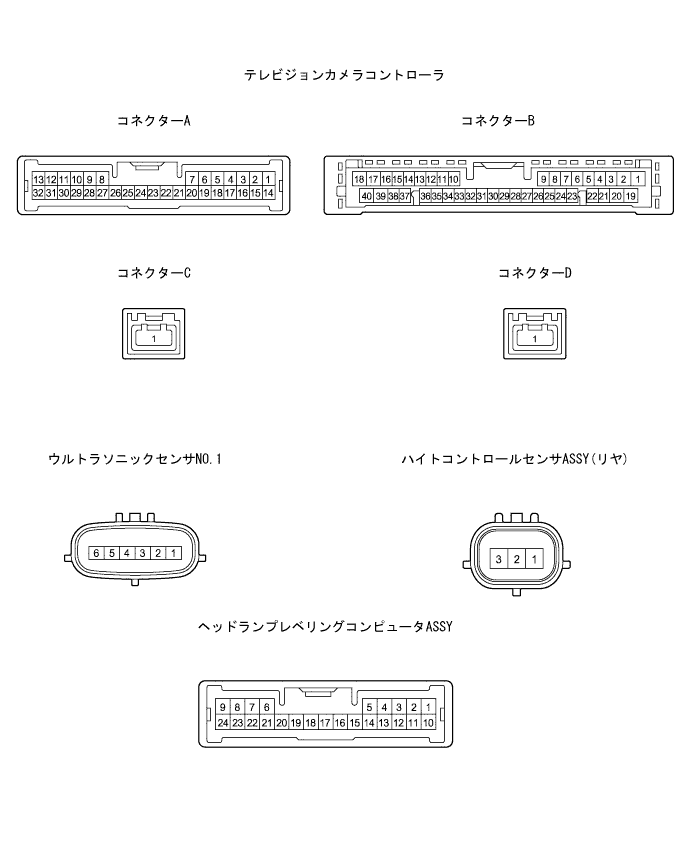 テレビジョンカメラコントローラ
コネクターA
コネクターB
13 12 11 10 9 8 7 6 5 4 3 2 1
32 31 30 29 28 27 26 25 24 23 22 21 20 19 18 17 16 15 14
18 17 16 15 14 13 12 11 10 9 8 7 6 5 4 3 2 1
40 39 38 37 36 35 34 33 32 31 30 29 28 27 26 25 24 23 22 21 20 19
コネクターC
コネクターD
1
1
ウルトラソニックセンサNO.1
ハイトコントロールセンサASSY(リヤ)
6 5 4 3 2 1
3 2 1
ヘッドランプレベリングコンピュータASSY
9 8 7 6 5 4 3 2 1
24 23 22 21 20 19 18 17 16 15 14 13 12 11 10